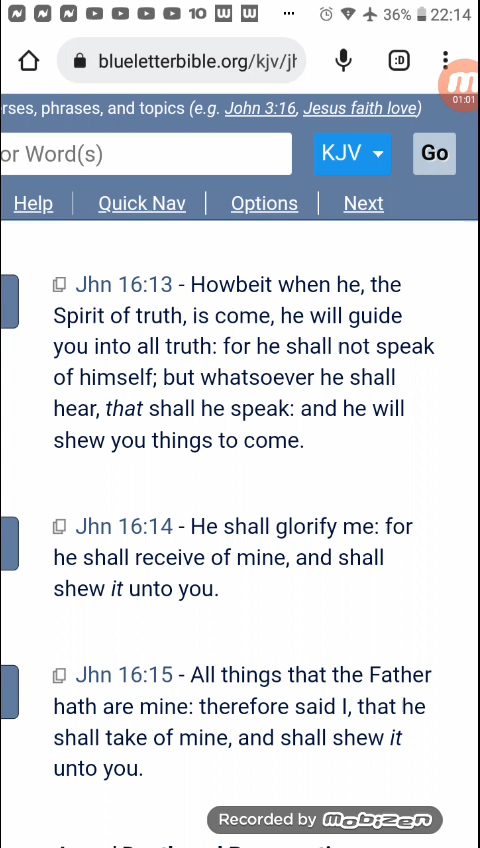 10 36% 22:14
blueletterbible.org/kjv/jh :D
01:01
rses, phrases, and topics (e.g. John 3:16, Jesus faith love)
or Word(s) KJV Go
Help Quick Nav Options Next
Jhn 16:13 - Howbeit when he, the
Spirit of truth, is come, he will guide
you into all truth: for he shall not speak
of himself; but whatsoever he shall
hear, that shall he speak: and he will
shew you things to come.
Jhn 16:14 - He shall glorify me: for
he shall receive of mine, and shall
shew it unto you.
Jhn 16:15 - All things that the Father
hath are mine: therefore said I, that he
shall take of mine, and shall shew it
unto you.
Recorded by mobizen